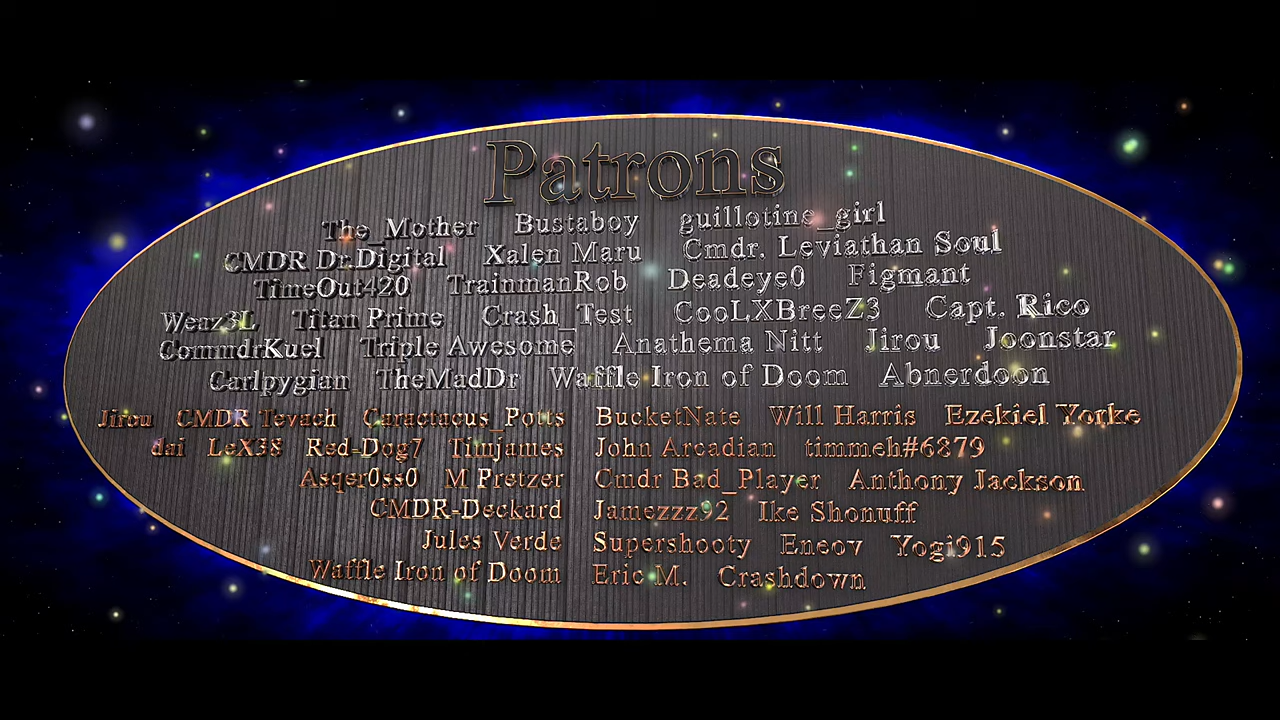 Patrons
The_Mother Bustaboy guillotine_girl
CMDR Dr.Digital Xalen Maru Cmdr. Leviathan Soul
TimeOut420 TrainmanRob Deadeye0 Figmant
Weaz3L Titan Prime Crash_Test CooLXBreeZ3 Capt. Rico
CommdrKuel Triple Awesome Anathema Nitt Jirou Joonstar
Carlpygian TheMadDr Waffle Iron of Doom Abnerdoon
Jirou CMDR Tevach Caractacus_Potts BucketNate Will Harris Ezekiel Yorke
dai LeX38 Red-Dog7 Timjames John Arcadian timmeh#6879
Asqer0ss0 M Pretzer Cmdr Bad_Player Anthony Jackson
CMDR-Deckard Jamezzz92 Ike Shonuff
Jules Verde Supershooty Eneov Yogi915
Waffle Iron of Doom Eric M. Crashdown